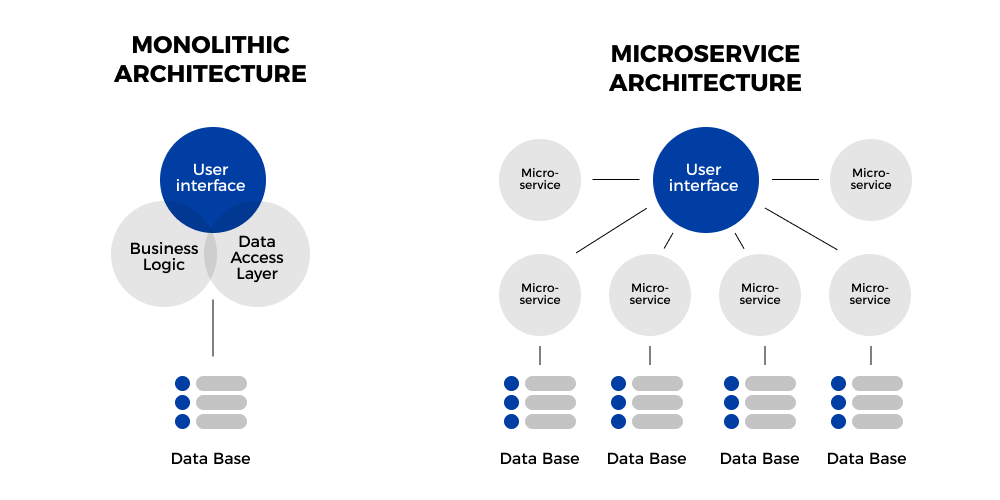 MONOLITHIC
ARCHITECTURE
User
interface
Business
Logic
Data
Access
Layer
Data Base
MICROSERVICE
ARCHITECTURE
Micro-
service
User
interface
Micro-
service
Micro-
service
Micro-
service
Micro-
service
Micro-
service
Data Base
Data Base
Data Base
Data Base